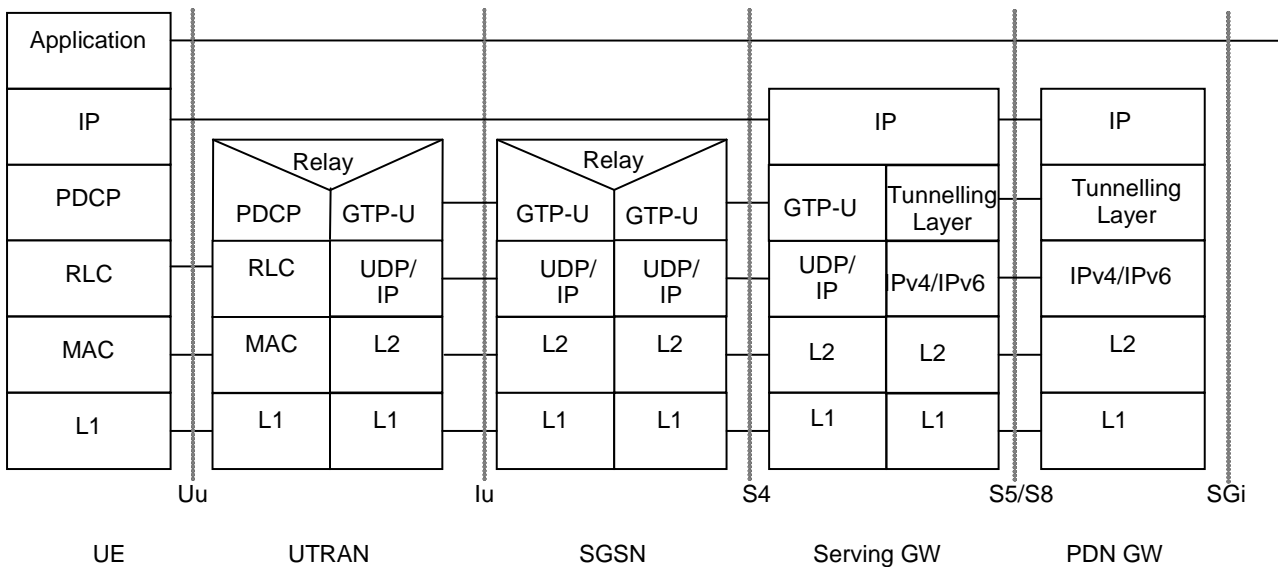 Application
IP
IP
IP
Relay
Relay
PDCP
PDCP
GTP-U
GTP-U
GTP-U
GTP-U
Tunnelling
Layer
Tunnelling
Layer
RLC
RLC
UDP/
IP
UDP/
IP
UDP/
IP
UDP/
IP
IPv4/IPv6
IPv4/IPv6
MAC
MAC
L2
L2
L2
L2
L2
L2
L1
L1
L1
L1
L1
L1
L1
L1
Uu
Iu
S4
S5/S8
SGi
UE
UTRAN
SGSN
Serving GW
PDN GW